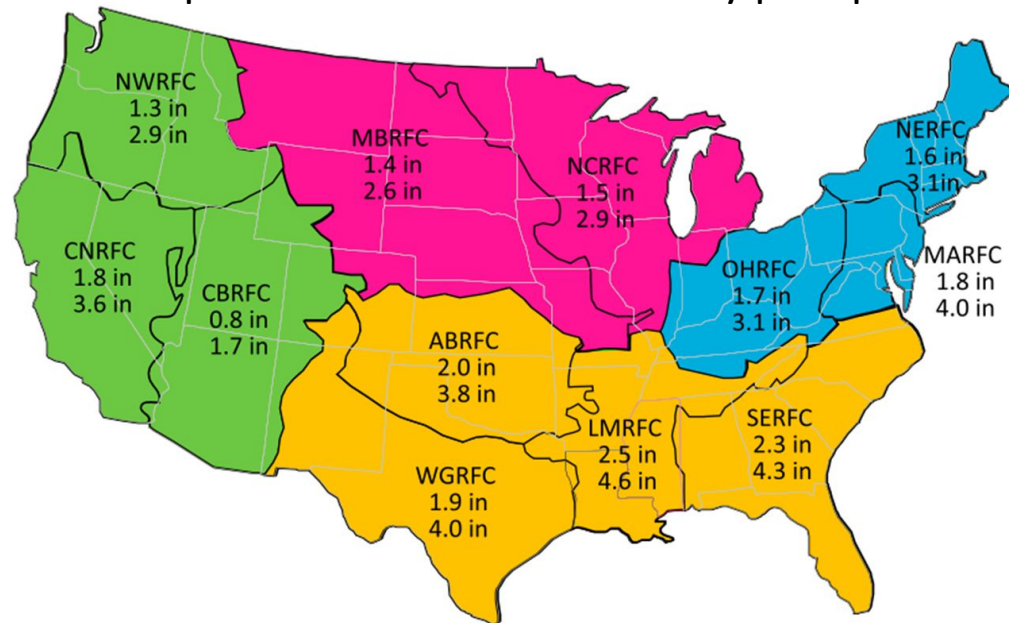 NWRFC
1.3 in
2.9 in
MBRFC
1.4 in
2.6 in
NCRFC
1.5 in
2.9 in
NERFC
1.6 in
3.1in
CNRFC
1.8 in
3.6 in
CBRFC
0.8 in
1.7 in
OHRFC
1.7 in
3.1 in
MARFC
1.8 in
4.0 in
ABRFC
2.0 in
3.8 in
LMRFC
2.5 in
4.6 in
SERFC
2.3 in
4.3 in
WGRFC
1.9 in
4.0 in